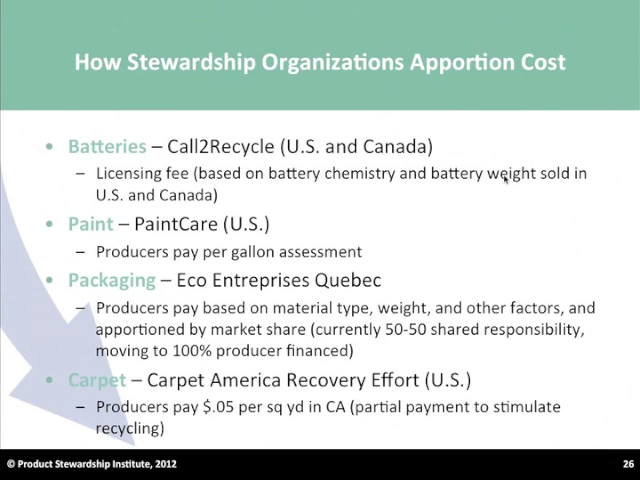 How Stewardship Organizations Apportion Cost
• Batteries – Call2Recycle (U.S. and Canada)
– Licensing fee (based on battery chemistry and battery weight sold in
U.S. and Canada)
• Paint – PaintCare (U.S.)
– Producers pay per gallon assessment
• Packaging – Eco Entreprises Quebec
– Producers pay based on material type, weight, and other factors, and
apportioned by market share (currently 50-50 shared responsibility,
moving to 100% producer financed)
• Carpet – Carpet America Recovery Effort (U.S.)
– Producers pay $.05 per sq yd in CA (partial payment to stimulate
recycling)
© Product Stewardship Institute, 2012
26